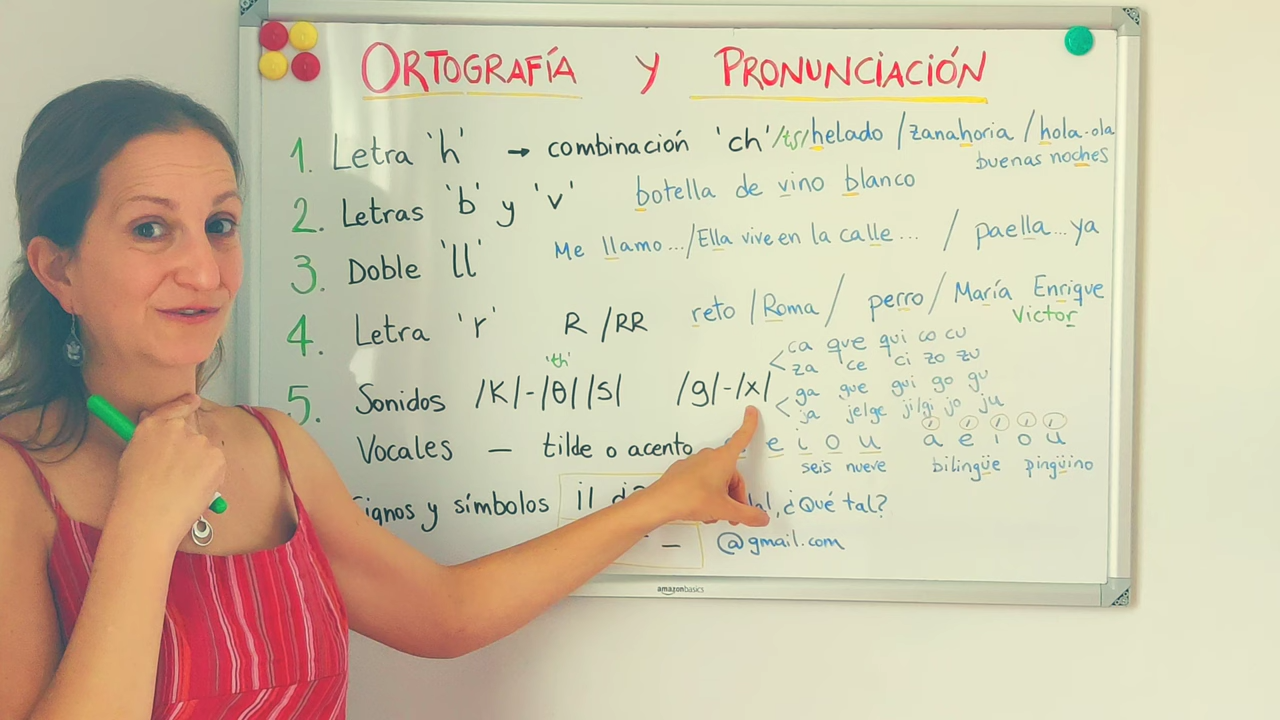 ORTOGRAFÍA Y PRONUNCIACIÓN
1. Letra 'h' → combinación 'ch' /tʃ/ helado / zanahoria / hola-ola
buenas noches
2. Letras 'b' y 'v' botella de vino blanco
3. Doble 'll' Me llamo... / Ella vive en la calle... / paella... ya
4. Letra 'r' R / RR reto / Roma / perro / María Enrique
Victor
'th'
5. Sonidos /K/-/θ/ /s/ /g/-/x/
ca que qui co cu
za ce ci zo zu
ga gue gui go gu
ja je/ge ji/gi jo ju
Vocales — tilde o acento e i o u a e i o u
seis nueve bilingüe pingüino
ignos y símbolos ¡! ¿Qué tal?
@gmail.com
amazonbasics